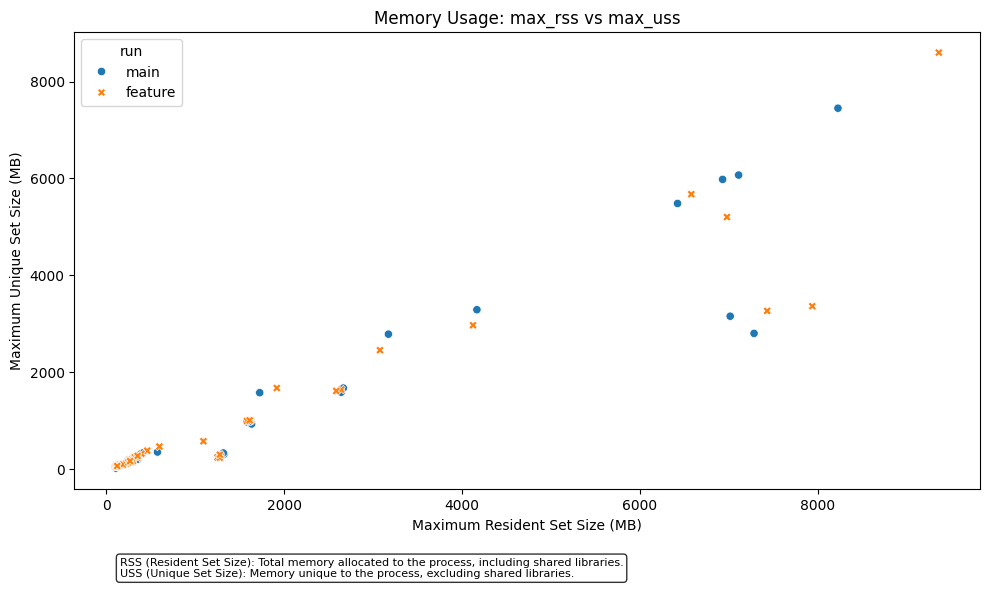 Memory Usage: max_rss vs max_uss
run
main
feature
8000
6000
4000
2000
0
Maximum Unique Set Size (MB)
0 2000 4000 6000 8000
Maximum Resident Set Size (MB)
RSS (Resident Set Size): Total memory allocated to the process, including shared libraries.
USS (Unique Set Size): Memory unique to the process, excluding shared libraries.